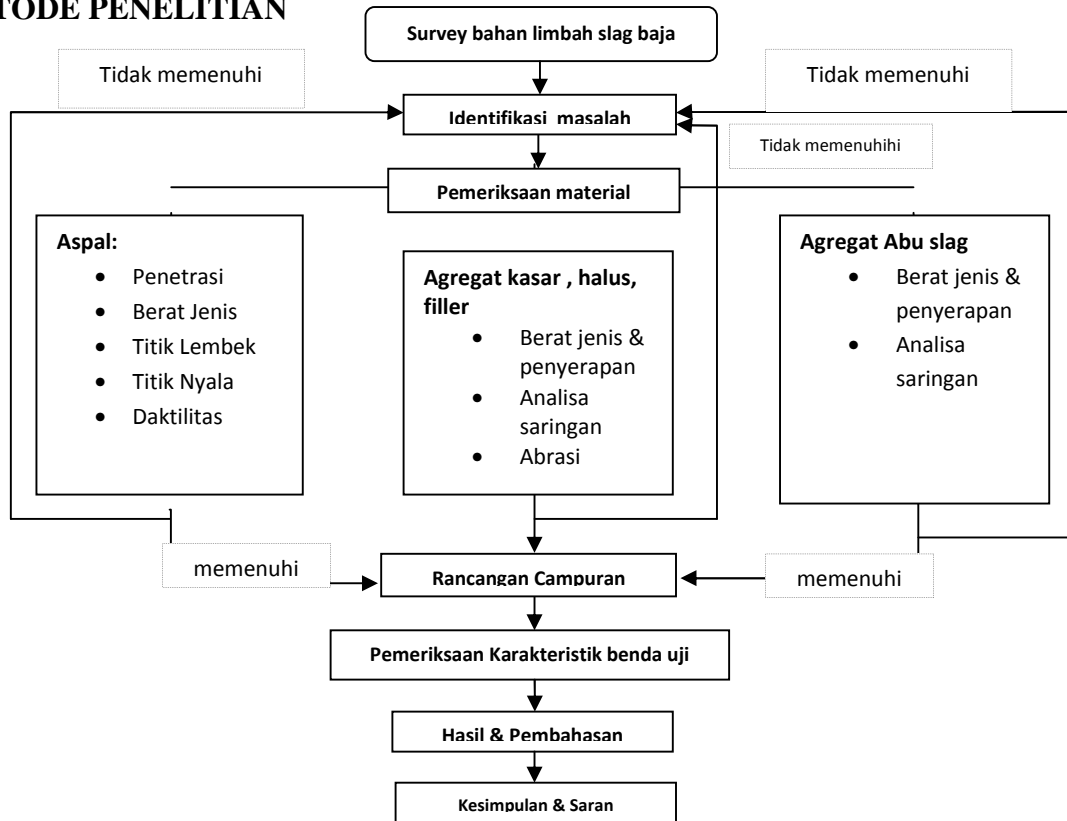 TODE PENELITIAN
Survey bahan limbah slag baja
Tidak memenuhi
Tidak memenuhi
Identifikasi masalah
Tidak memenuhihi
Pemeriksaan material
Aspal:
• Penetrasi
• Berat Jenis
• Titik Lembek
• Titik Nyala
• Daktilitas
Agregat kasar , halus,
filler
• Berat jenis &
penyerapan
• Analisa
saringan
• Abrasi
Agregat Abu slag
• Berat jenis &
penyerapan
• Analisa
saringan
memenuhi
memenuhi
Rancangan Campuran
Pemeriksaan Karakteristik benda uji
Hasil & Pembahasan
Kesimpulan & Saran